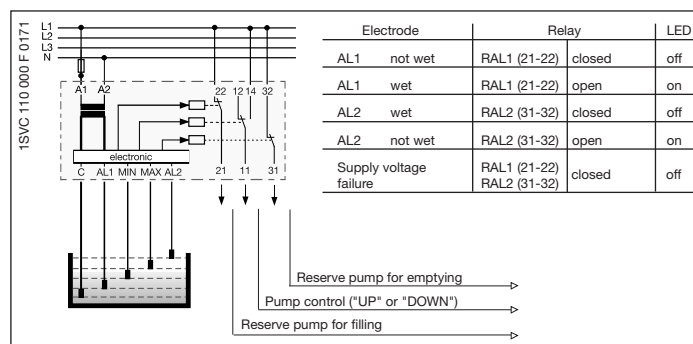 1SVC 110 000 F 0171
L1
L2
L3
N
A1 A2
22 12 14 32
electronic
C AL1 MIN MAX AL2
21 11 31
Reserve pump for emptying
Pump control ("UP" or "DOWN")
Reserve pump for filling
Electrode Relay LED
AL1 not wet RAL1 (21-22) closed off
AL1 wet RAL1 (21-22) open on
AL2 wet RAL2 (31-32) closed off
AL2 not wet RAL2 (31-32) open on
Supply voltage failure RAL1 (21-22) RAL2 (31-32) closed off